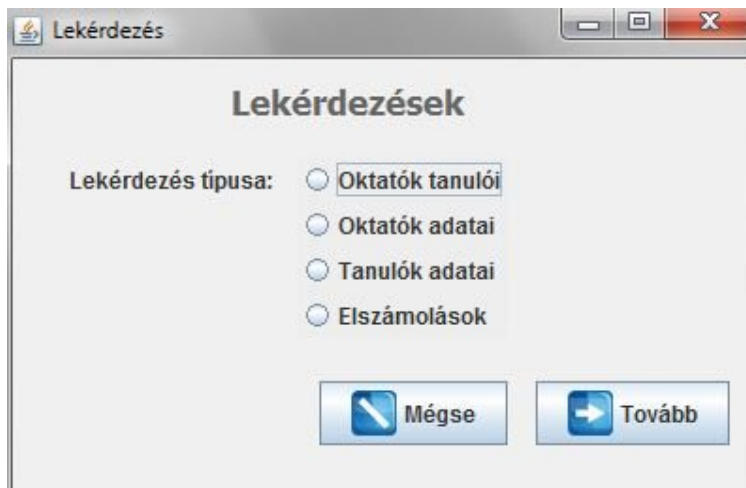 Lekérdezés
Lekérdezések
Lekérdezés típusa: Oktatók tanulói
Oktatók adatai
Tanulók adatai
Elszámolások
Mégse Tovább